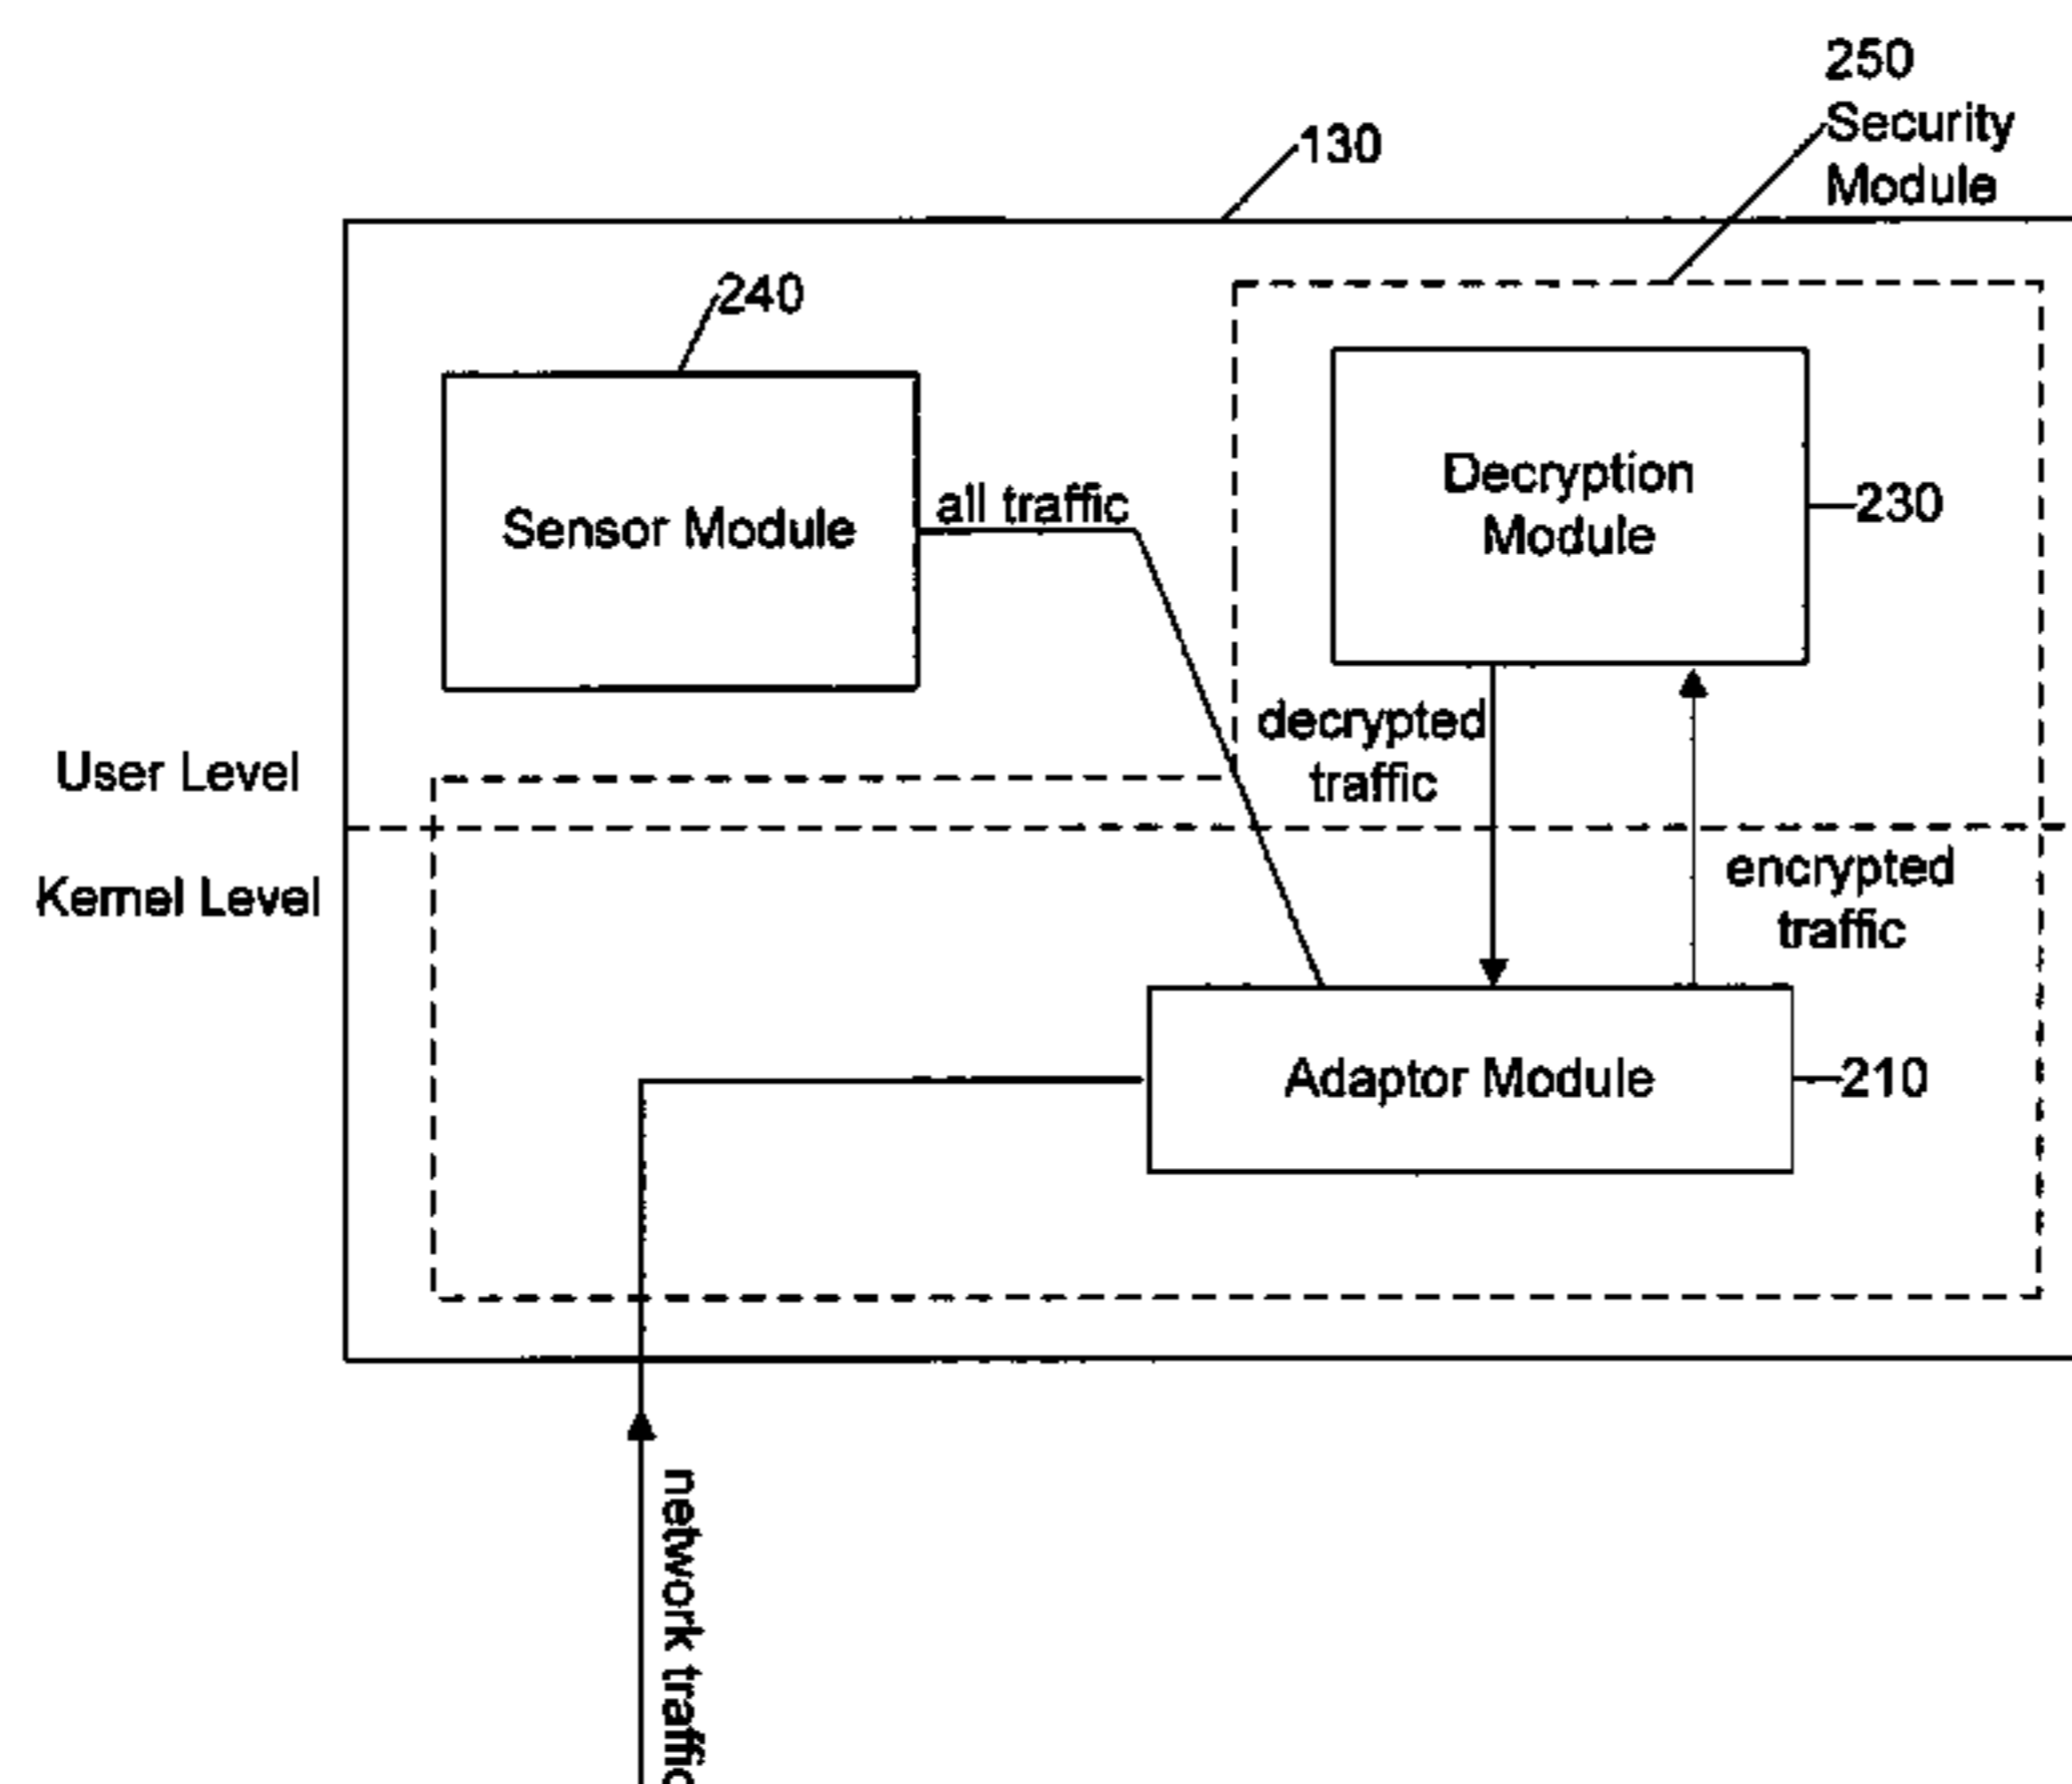 250
Security
Module
130
240
Sensor Module
all traffic
Decryption
Module
230
decrypted
traffic
User Level
Kernel Level
encrypted
traffic
Adaptor Module
210
network traffic